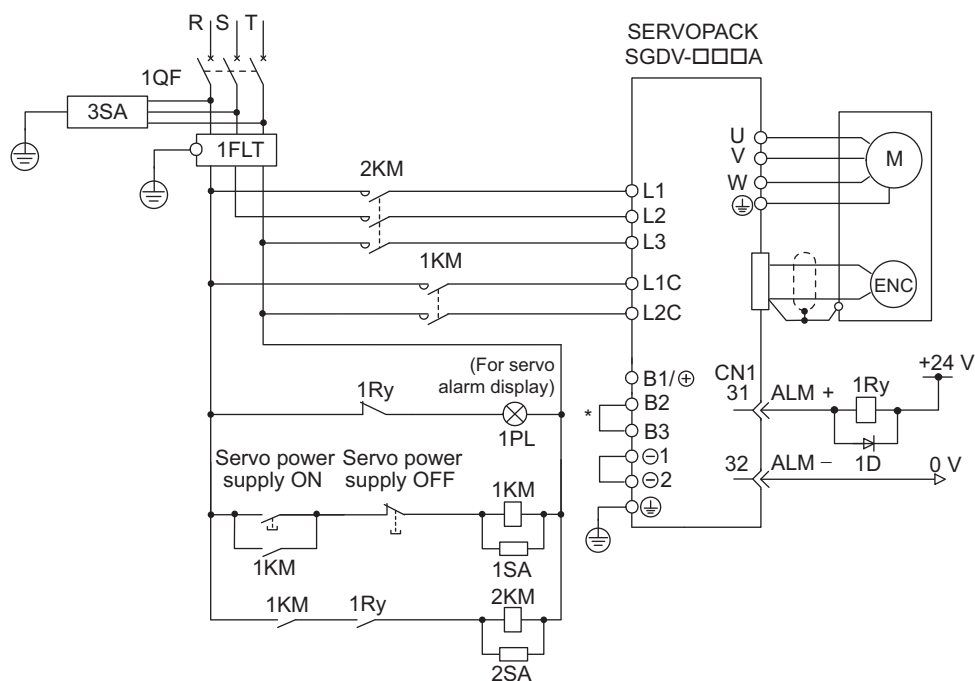 R S T
SERVOPACK
SGDV-□□□A
1QF
3SA
1FLT
2KM
U
V
W
M
L1
L2
L3
1KM
L1C
L2C
ENC
(For servo
alarm display)
1Ry
1PL
B1/⊕
B2
*
B3
⊖1
⊖2
CN1
31
ALM +
1Ry
+24 V
1D
32
ALM −
0 V
Servo power
supply ON
Servo power
supply OFF
1KM
1KM
1SA
1KM
1Ry
2KM
2SA